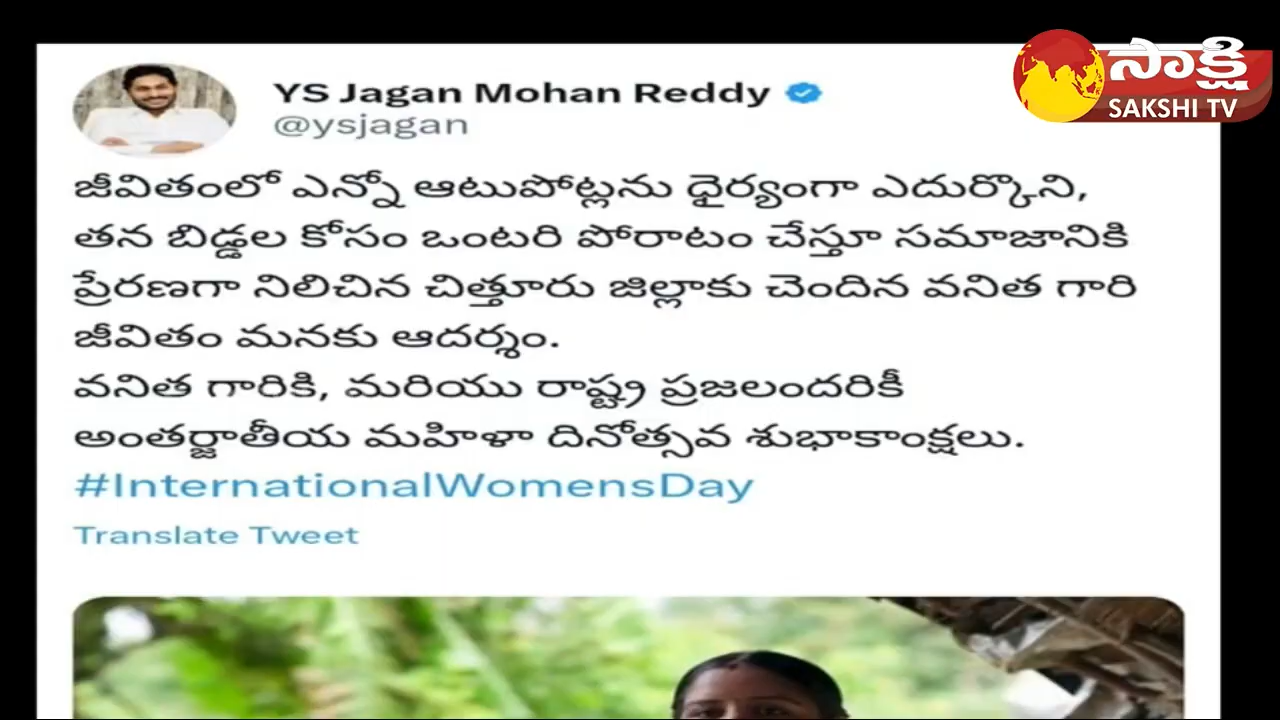 సాక్షి
SAKSHI TV
YS Jagan Mohan Reddy
@ysjagan
జీవితంలో ఎన్నో ఆటుపోట్లను ధైర్యంగా ఎదుర్కొని,
తన బిడ్డల కోసం ఒంటరి పోరాటం చేస్తూ సమాజానికి
ప్రేరణగా నిలిచిన చిత్తూరు జిల్లాకు చెందిన వనిత గారి
జీవితం మనకు ఆదర్శం.
వనిత గారికి, మరియు రాష్ట్ర ప్రజలందరికీ
అంతర్జాతీయ మహిళా దినోత్సవ శుభాకాంక్షలు.
#InternationalWomensDay
Translate Tweet